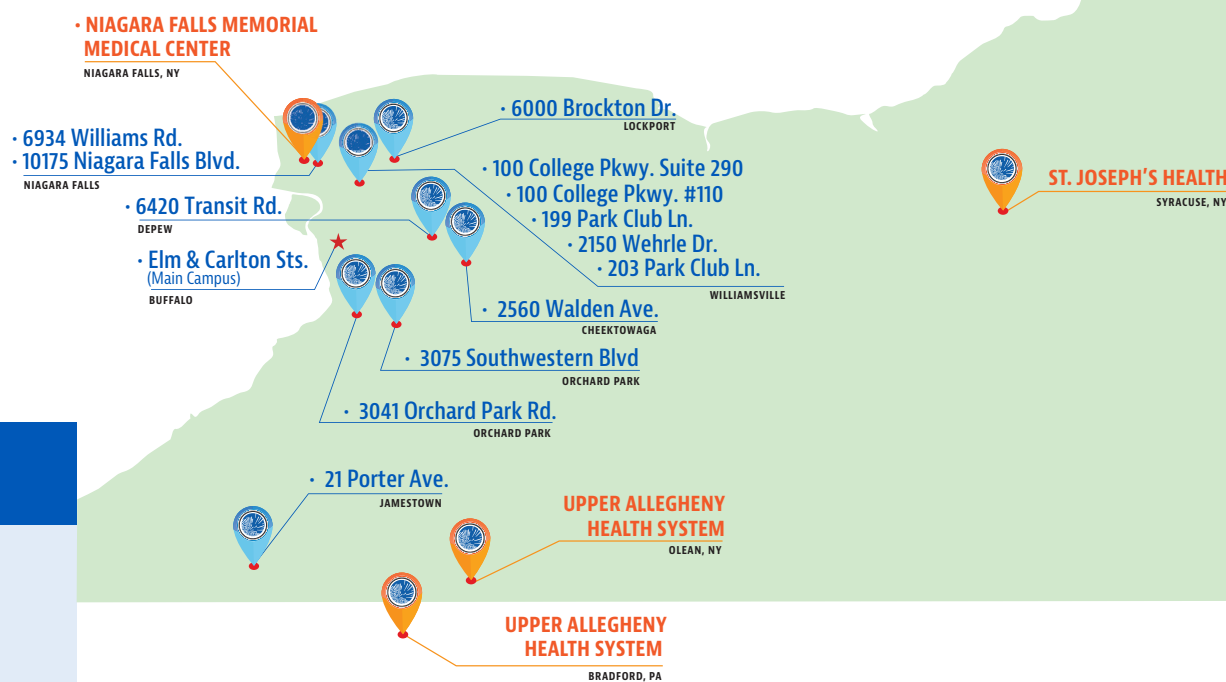 • NIAGARA FALLS MEMORIAL
MEDICAL CENTER
NIAGARA FALLS, NY
• 6934 Williams Rd.
• 10175 Niagara Falls Blvd.
NIAGARA FALLS
• 6000 Brockton Dr.
LOCKPORT
• 100 College Pkwy. Suite 290
• 100 College Pkwy. #110
• 199 Park Club Ln.
• 2150 Wehrle Dr.
• 203 Park Club Ln.
WILLIAMSVILLE
ST. JOSEPH'S HEALTH
SYRACUSE, NY
• 6420 Transit Rd.
DEPEW
• Elm & Carlton Sts.
(Main Campus)
BUFFALO
• 2560 Walden Ave.
CHEEKTOWAGA
• 3075 Southwestern Blvd
ORCHARD PARK
• 3041 Orchard Park Rd.
ORCHARD PARK
• 21 Porter Ave.
JAMESTOWN
UPPER ALLEGHENY
HEALTH SYSTEM
OLEAN, NY
UPPER ALLEGHENY
HEALTH SYSTEM
BRADFORD, PA